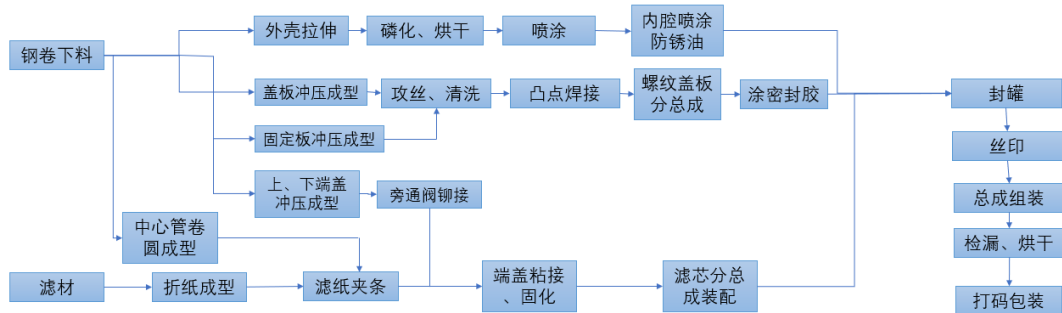 钢卷下料
外壳拉伸
磷化、烘干
喷涂
内腔喷涂
防锈油
盖板冲压成型
攻丝、清洗
凸点焊接
螺纹盖板
分总成
涂密封胶
封罐
固定板冲压成型
丝印
上、下端盖
冲压成型
旁通阀铆接
总成组装
中心管卷
圆成型
检漏、烘干
滤材
折纸成型
滤纸夹条
端盖粘接
、固化
滤芯分总
成装配
打码包装